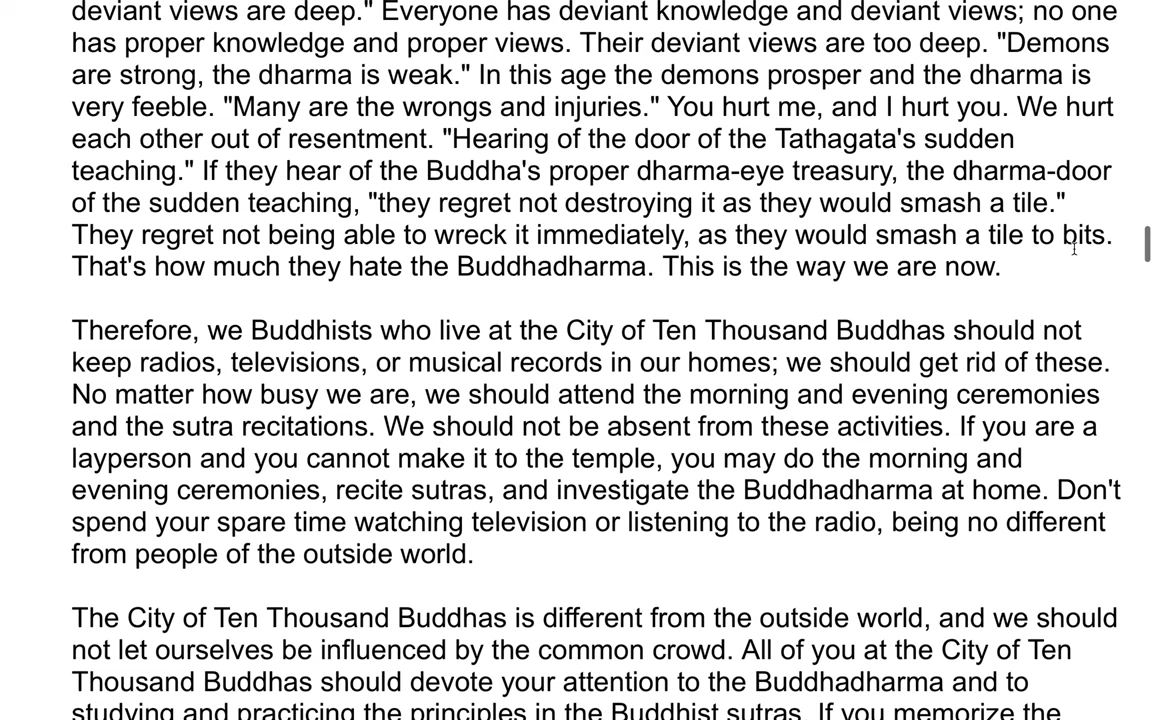 deviant views are deep." Everyone has deviant knowledge and deviant views; no one
has proper knowledge and proper views. Their deviant views are too deep. "Demons
are strong, the dharma is weak." In this age the demons prosper and the dharma is
very feeble. "Many are the wrongs and injuries." You hurt me, and I hurt you. We hurt
each other out of resentment. "Hearing of the door of the Tathagata's sudden
teaching." If they hear of the Buddha's proper dharma-eye treasury, the dharma-door
of the sudden teaching, "they regret not destroying it as they would smash a tile."
They regret not being able to wreck it immediately, as they would smash a tile to bits.
That's how much they hate the Buddhadharma. This is the way we are now.
Therefore, we Buddhists who live at the City of Ten Thousand Buddhas should not
keep radios, televisions, or musical records in our homes; we should get rid of these.
No matter how busy we are, we should attend the morning and evening ceremonies
and the sutra recitations. We should not be absent from these activities. If you are a
layperson and you cannot make it to the temple, you may do the morning and
evening ceremonies, recite sutras, and investigate the Buddhadharma at home. Don't
spend your spare time watching television or listening to the radio, being no different
from people of the outside world.
The City of Ten Thousand Buddhas is different from the outside world, and we should
not let ourselves be influenced by the common crowd. All of you at the City of Ten
Thousand Buddhas should devote your attention to the Buddhadharma and to
studying and practicing the principles in the Buddhist sutras. If you memorize the